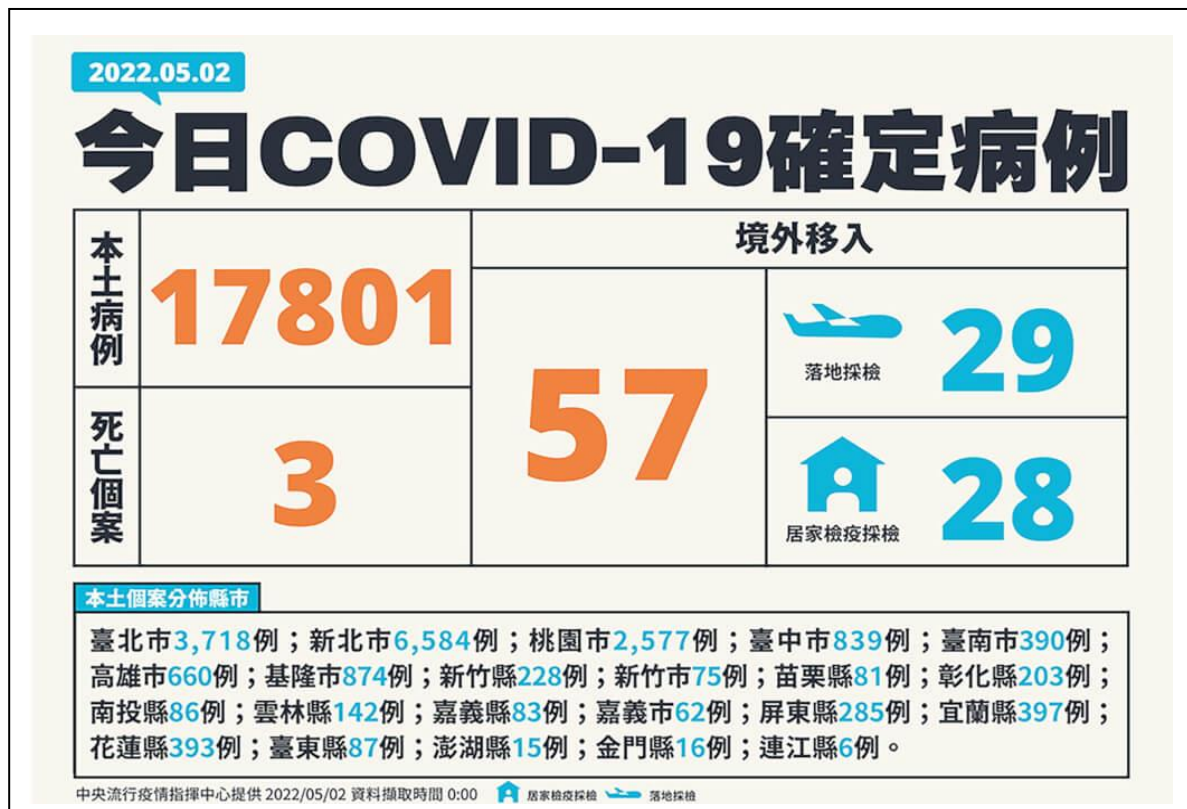 2022.05.02
今日COVID-19確定病例
本土病例
17801
死亡個案
3
境外移入
57
落地採檢
29
居家檢疫採檢
28
本土個案分佈縣市
臺北市3,718例；新北市6,584例；桃園市2,577例；臺中市839例；臺南市390例；
高雄市660例；基隆市874例；新竹縣228例；新竹市75例；苗栗縣81例；彰化縣203例；
南投縣86例；雲林縣142例；嘉義縣83例；嘉義市62例；屏東縣285例；宜蘭縣397例；
花蓮縣393例；臺東縣87例；澎湖縣15例；金門縣16例；連江縣6例。
中央流行疫情指揮中心提供 2022/05/02 資料擷取時間 0:00 居家檢疫採檢 落地採檢